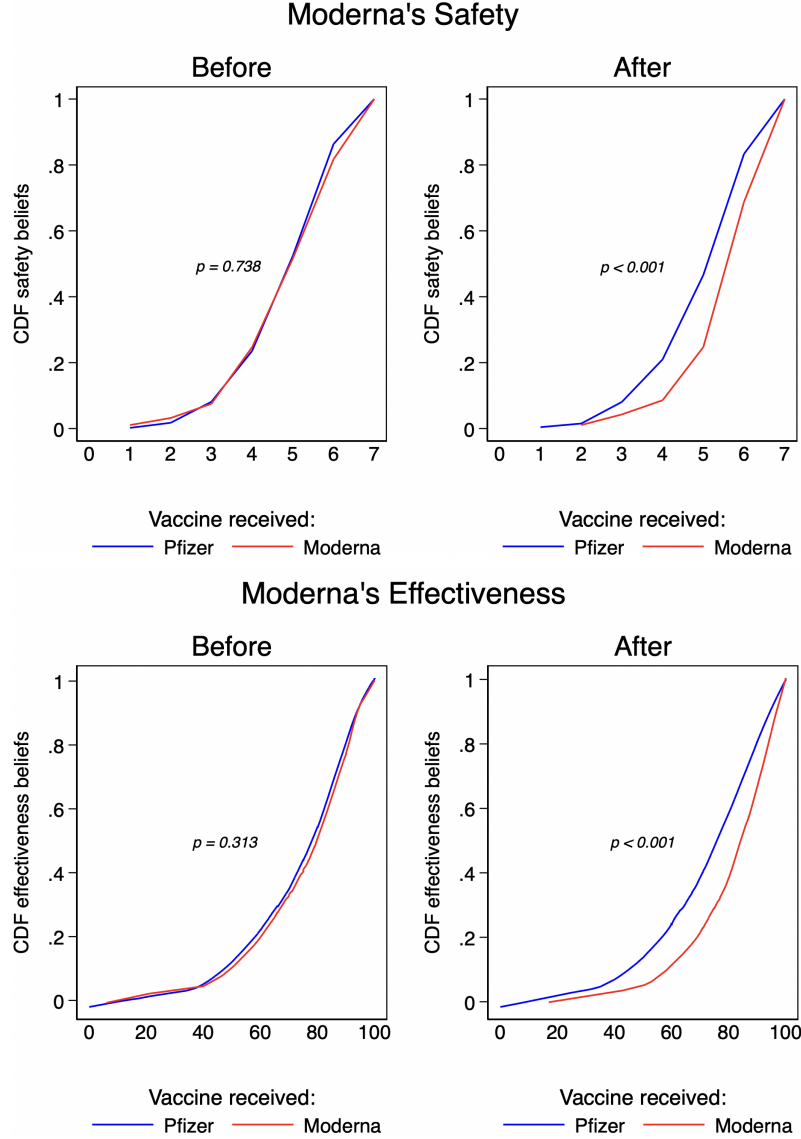 Moderna's Safety
Before
After
CDF safety beliefs
1
.8
.6
.4
.2
0
p = 0.738
0 1 2 3 4 5 6 7
Vaccine received:
Pfizer Moderna
CDF safety beliefs
1
.8
.6
.4
.2
0
p < 0.001
0 1 2 3 4 5 6 7
Vaccine received:
Pfizer Moderna
Moderna's Effectiveness
Before
After
CDF effectiveness beliefs
1
.8
.6
.4
.2
0
p = 0.313
0 20 40 60 80 100
Vaccine received:
Pfizer Moderna
CDF effectiveness beliefs
1
.8
.6
.4
.2
0
p < 0.001
0 20 40 60 80 100
Vaccine received:
Pfizer Moderna